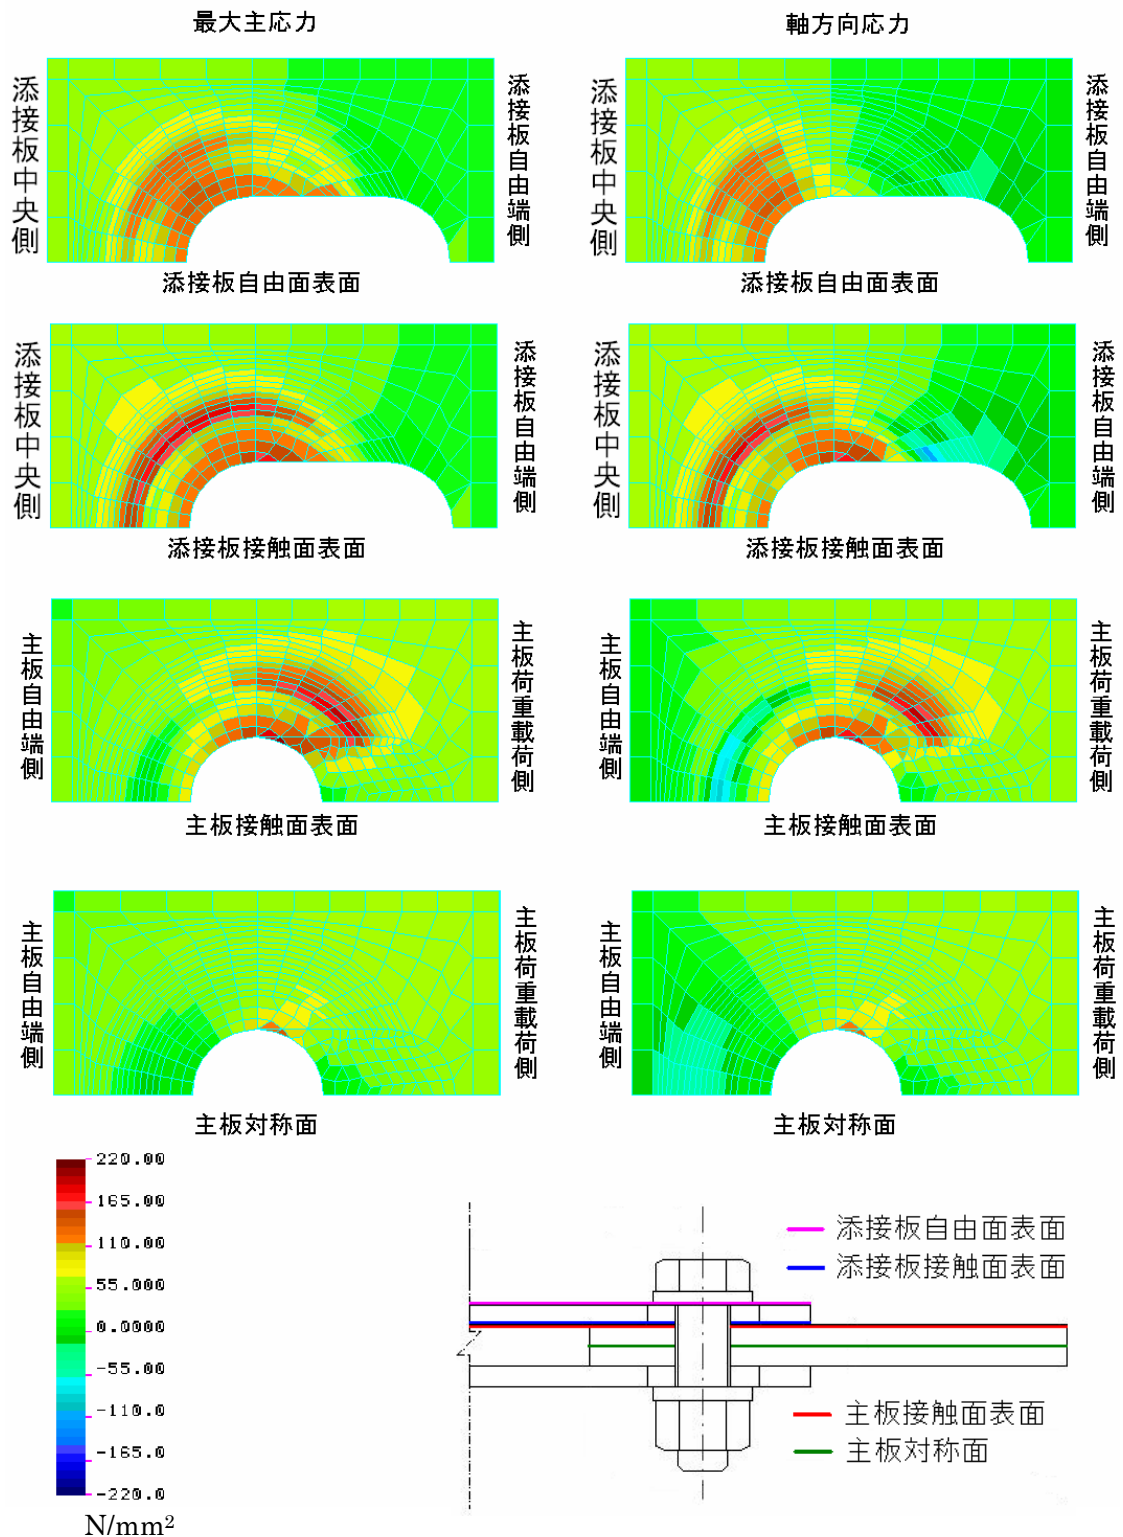 最大主応力
軸方向応力
添接板中央側
添接板自由端側
添接板中央側
添接板自由端側
添接板自由面表面
添接板自由面表面
添接板中央側
添接板自由端側
添接板中央側
添接板自由端側
添接板接触面表面
添接板接触面表面
主板自由端側
主板荷重載荷側
主板自由端側
主板荷重載荷側
主板接触面表面
主板接触面表面
主板自由端側
主板荷重載荷側
主板自由端側
主板荷重載荷側
主板対称面
主板対称面
220.00
165.00
110.00
55.000
0.0000
-55.00
-110.0
-165.0
-220.0
N/mm²
添接板自由面表面
添接板接触面表面
主板接触面表面
主板対称面